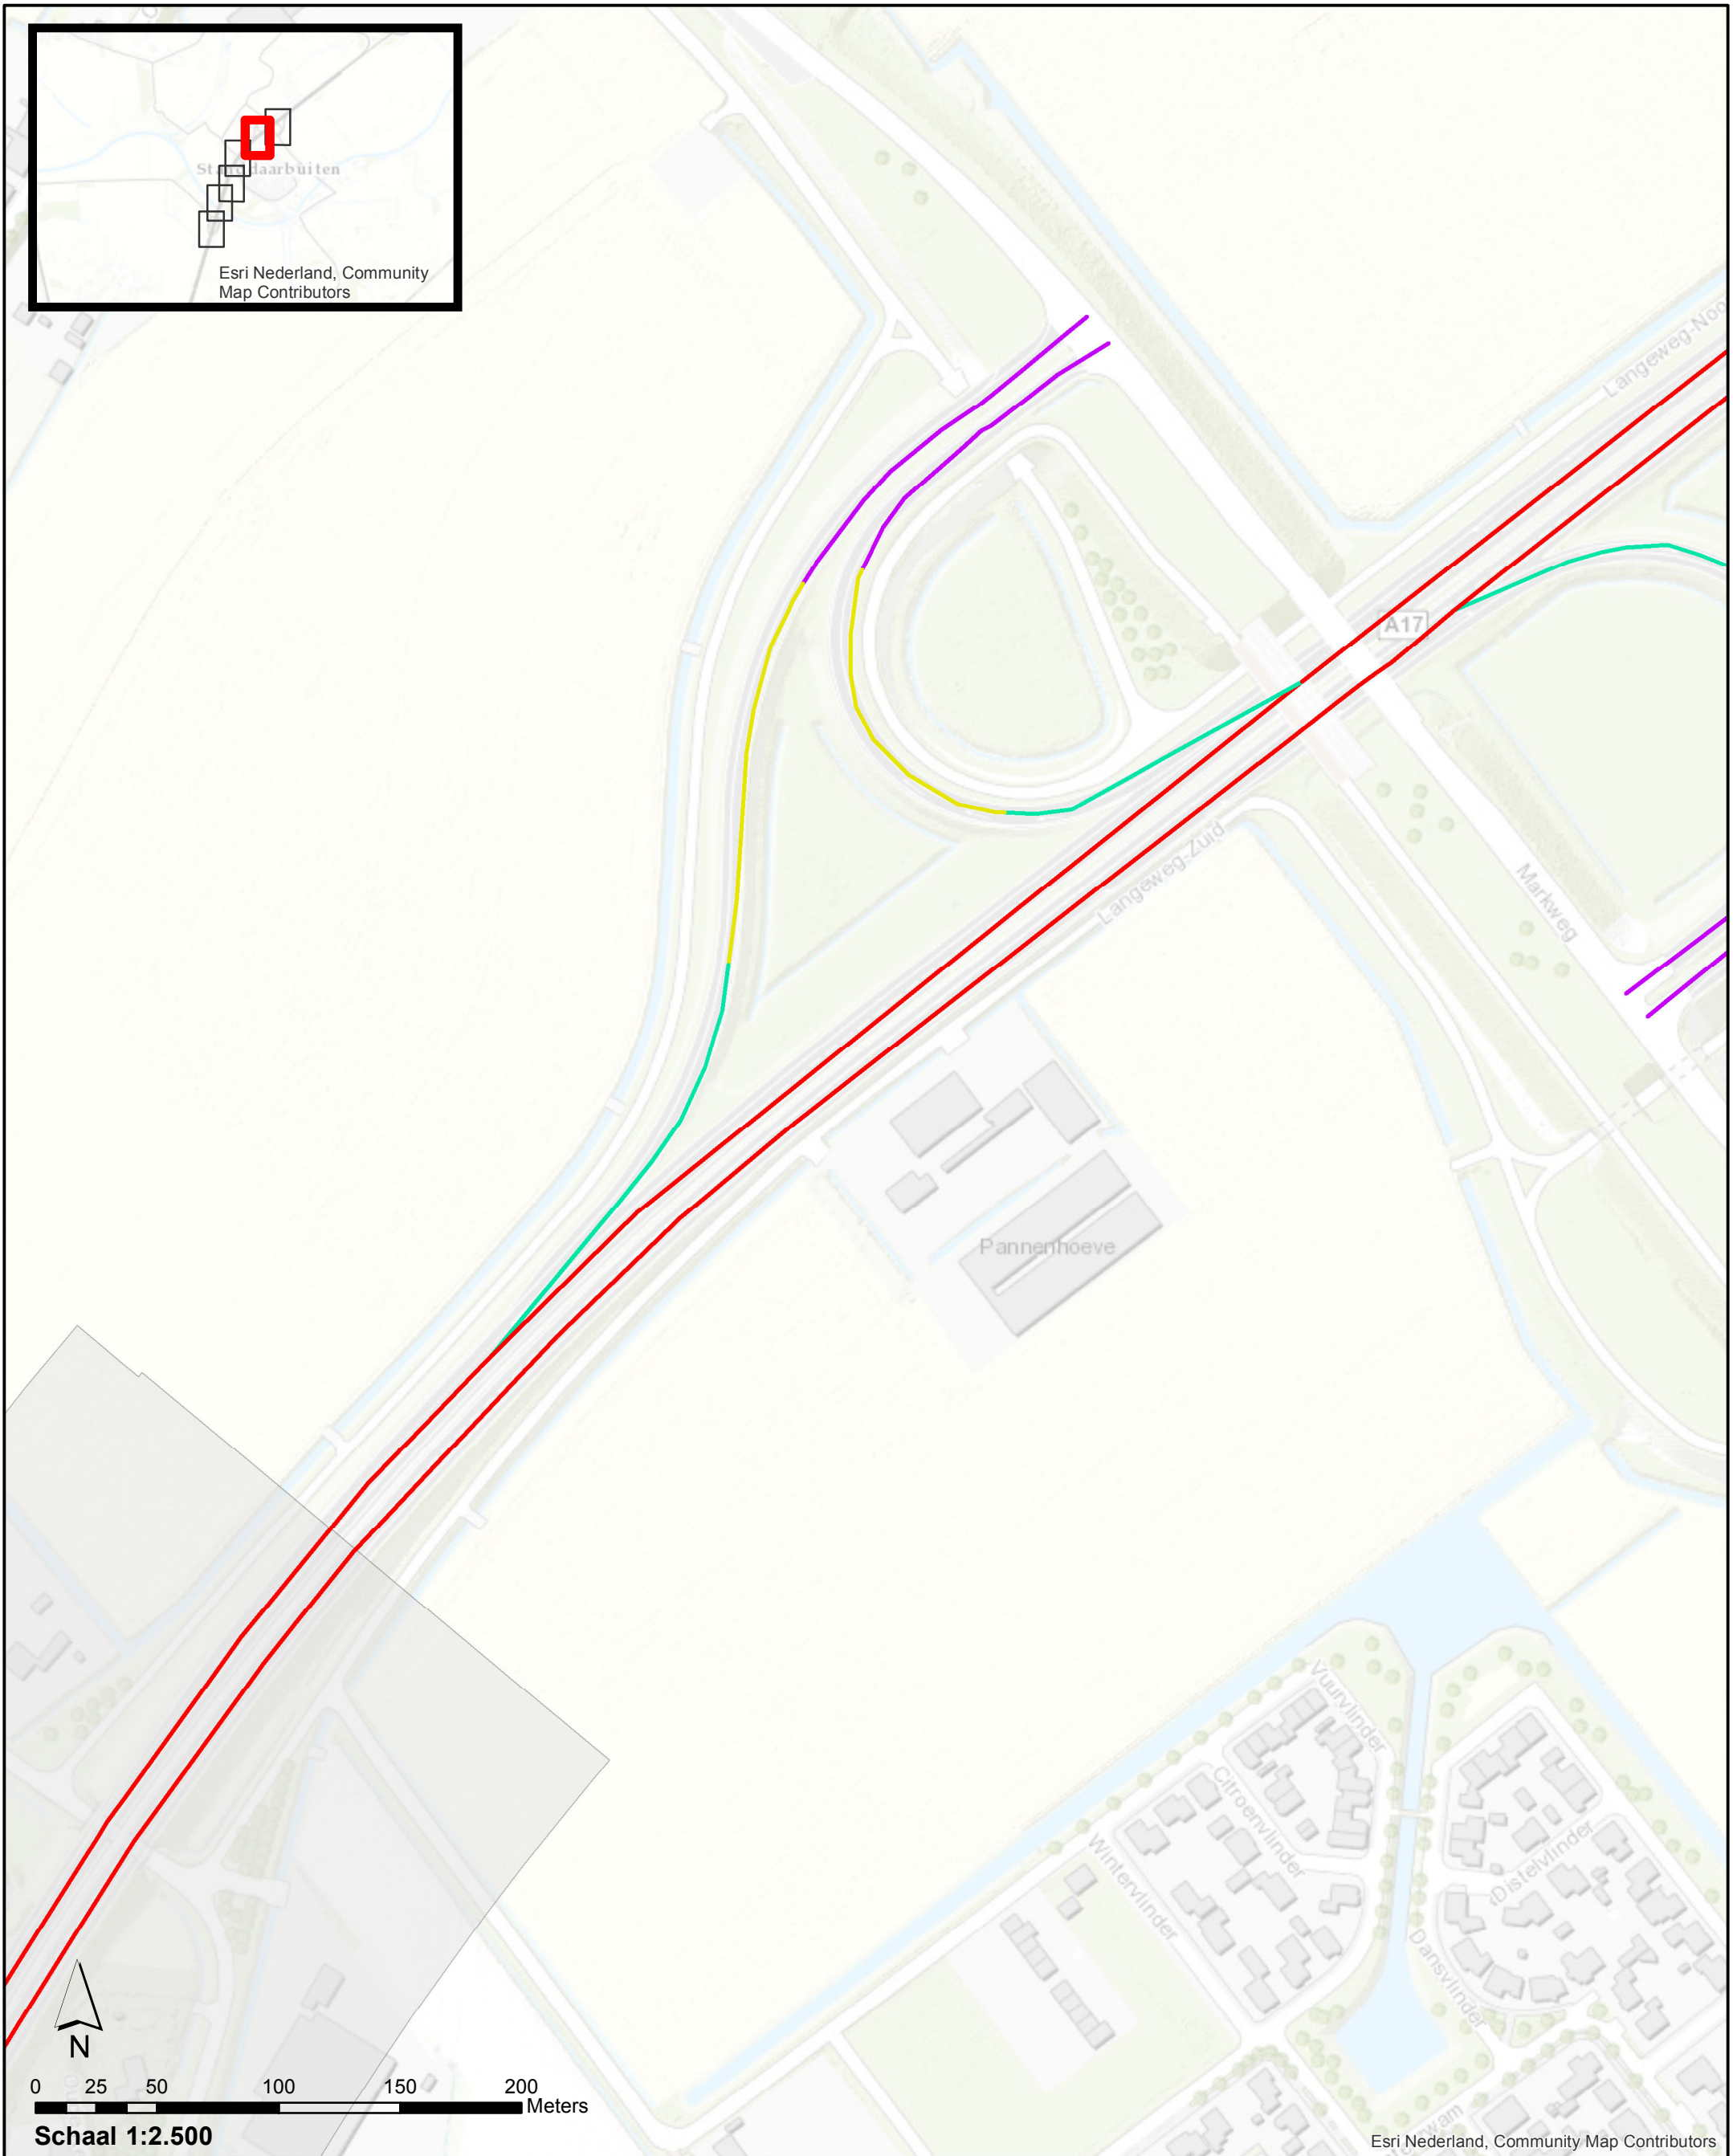 Standdaarbuiten
Esri Nederland, Community
Map Contributors
Langeweg-Noo
A17
Langeweg-Zuid
Markweg
Pannenhoeve
Vuurvlinder
Citroenvlinder
Wintervlinder
Distelvlinder
Dansvlinder
N
0 25 50 100 150 200
Meters
Schaal 1:2.500
Esri Nederland, Community Map Contributors